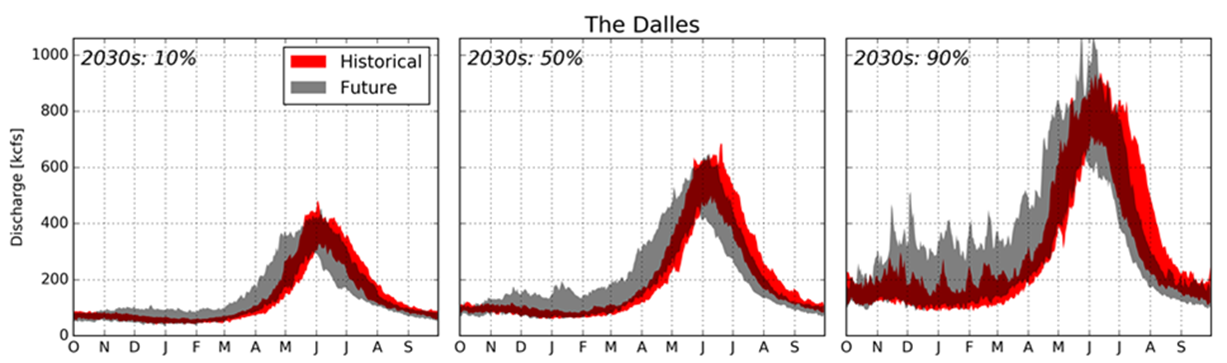 The Dalles
Discharge [kcfs]
1000
800
600
400
200
0
2030s: 10%
Historical
Future
O N D J F M A M J J A S
2030s: 50%
O N D J F M A M J J A S
2030s: 90%
O N D J F M A M J J A S